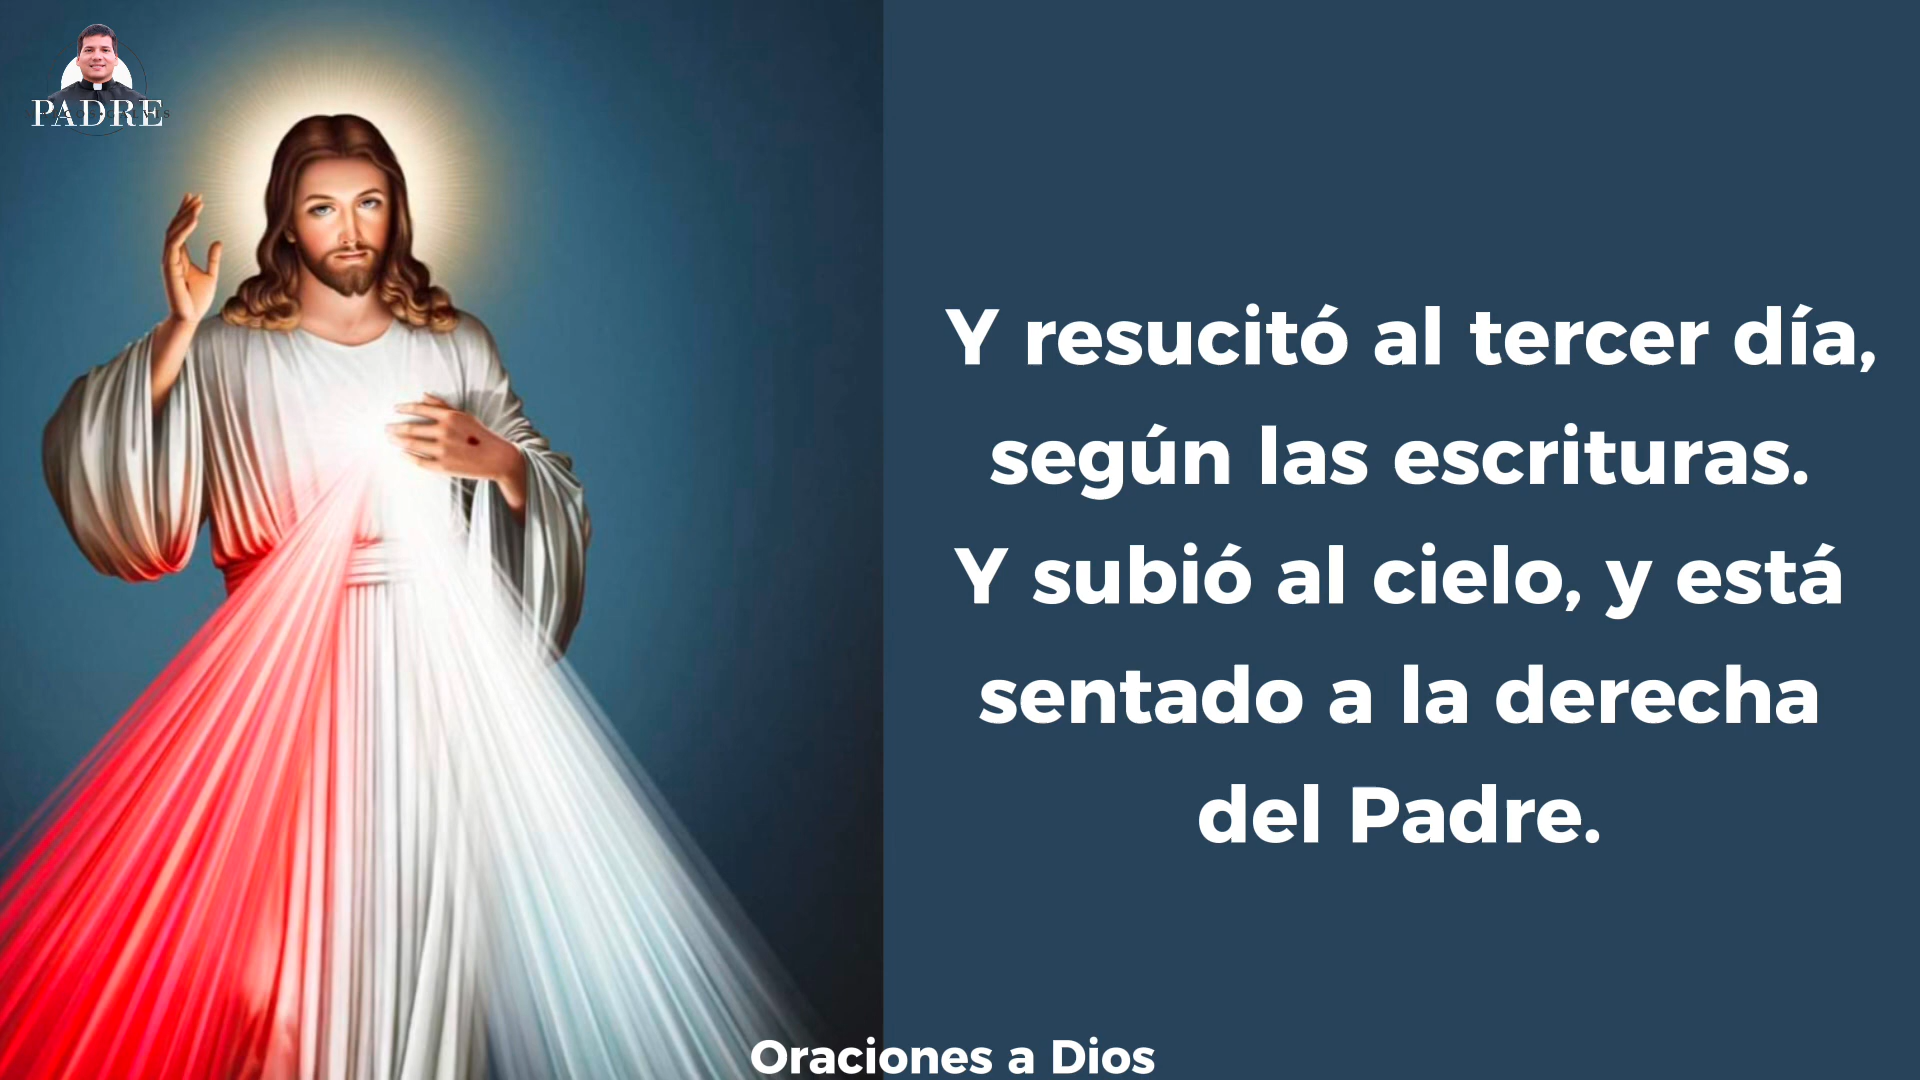 PADRE
Y resucitó al tercer día,
según las escrituras.
Y subió al cielo, y está
sentado a la derecha
del Padre.
Oraciones a Dios